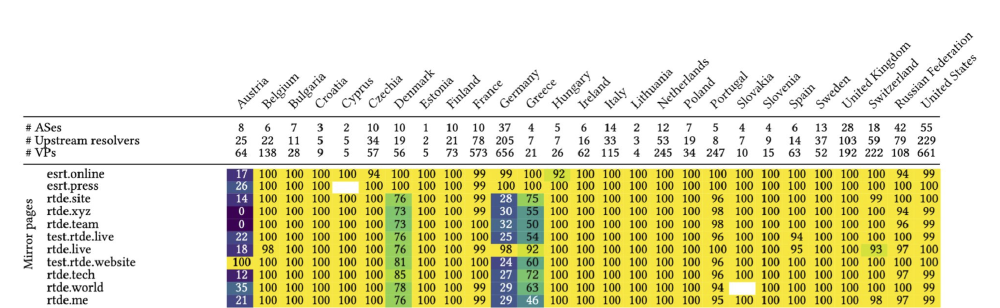 Austria Belgium Bulgaria Croatia Cyprus Czechia Denmark Estonia Finland France Germany Greece Hungary Ireland Italy Lithuania Netherlands Poland Portugal Slovakia Slovenia Spain Sweden United Kingdom Switzerland Russian Federation United States
# ASes 8 6 7 3 2 10 10 1 10 10 37 4 5 6 14 2 12 7 5 4 4 6 13 28 18 42 55
# Upstream resolvers 25 22 11 5 5 34 19 2 21 78 205 7 7 16 33 3 53 19 8 7 9 14 37 103 59 79 229
# VPs 64 138 28 9 5 57 56 5 73 573 656 21 26 62 115 4 245 34 247 10 15 63 52 192 222 108 661
Mirror pages
esrt.online 17 100 100 100 100 94 100 100 100 99 99 100 92 100 100 100 100 100 100 100 100 100 100 100 100 94 99
esrt.press 26 100 100 100 100 100 100 100 99 100 100 100 100 100 100 100 100 100 100 100 100 100 100 100 100 100
rtde.site 14 100 100 100 100 100 76 100 100 99 28 75 100 100 100 100 100 100 96 100 100 100 100 100 99 100 100
rtde.xyz 0 100 100 100 100 100 73 100 100 99 30 55 100 100 100 100 100 100 98 100 100 100 100 100 100 94 99
rtde.team 0 100 100 100 100 100 73 100 100 99 32 50 100 100 100 100 100 100 98 100 100 100 100 100 100 96 99
test.rtde.live 22 100 100 100 100 100 76 100 100 99 25 54 100 100 100 100 100 100 96 100 100 94 100 100 100 100 99
rtde.live 18 98 100 100 100 100 76 100 100 99 98 92 100 100 100 100 100 100 96 100 100 95 100 100 93 97 100
test.rtde.website 100 100 100 100 100 100 81 100 100 100 24 60 100 100 100 100 100 100 96 100 100 100 100 100 100 100 100
rtde.tech 12 100 100 100 100 100 85 100 100 99 27 72 100 100 100 100 100 100 96 100 100 100 100 100 100 97 99
rtde.world 35 100 100 100 100 100 78 100 100 99 29 63 100 100 100 100 100 100 94 100 100 100 100 100 100 99
rtde.me 21 100 100 100 100 100 76 100 100 99 29 46 100 100 100 100 100 100 95 100 100 100 100 100 98 100 100